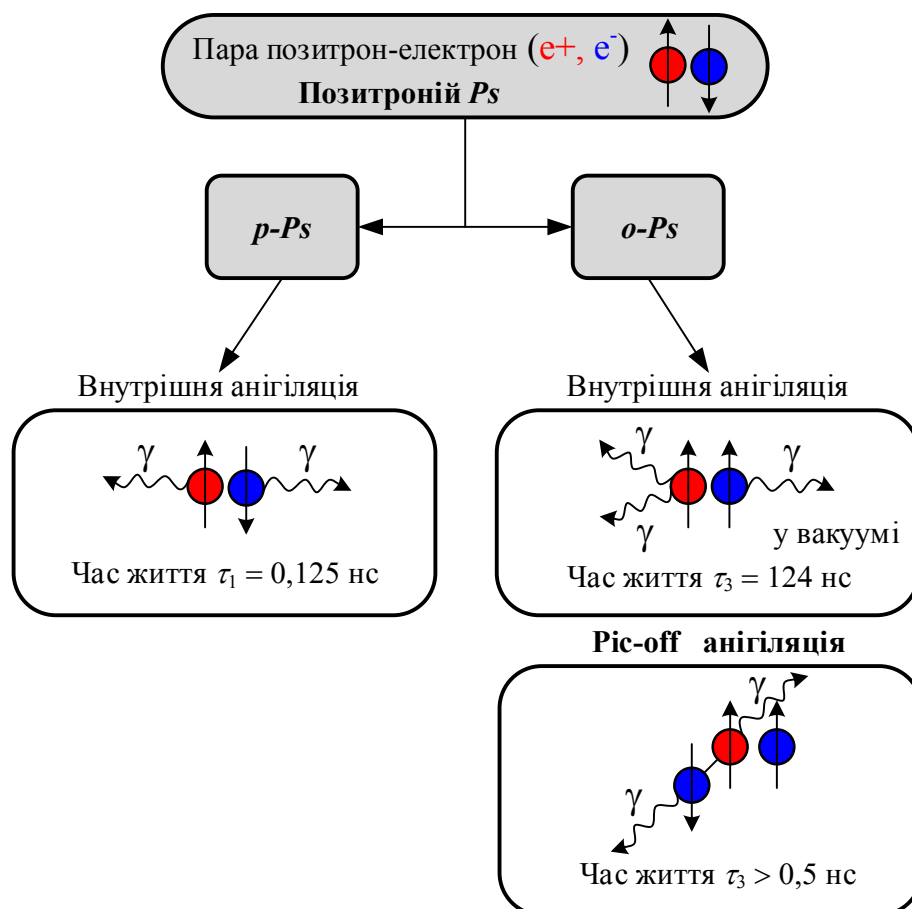 Пара позитрон-електрон (e+, e⁻)
Позитроній Ps
p-Ps
o-Ps
Внутрішня анігіляція
γ γ
Час життя τ₁ = 0,125 нс
Внутрішня анігіляція
γ γ
γ
у вакуумі
Час життя τ₃ = 124 нс
Pic-off анігіляція
γ
γ
Час життя τ₃ > 0,5 нс